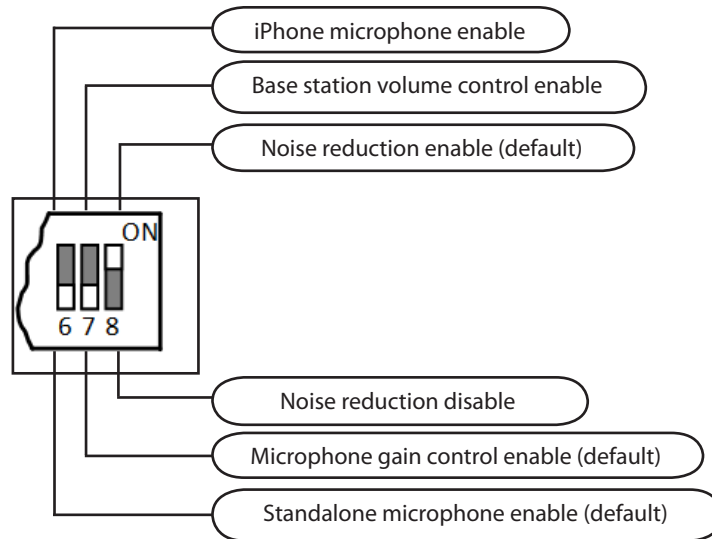 iPhone microphone enable
Base station volume control enable
Noise reduction enable (default)
ON
6 7 8
Noise reduction disable
Microphone gain control enable (default)
Standalone microphone enable (default)